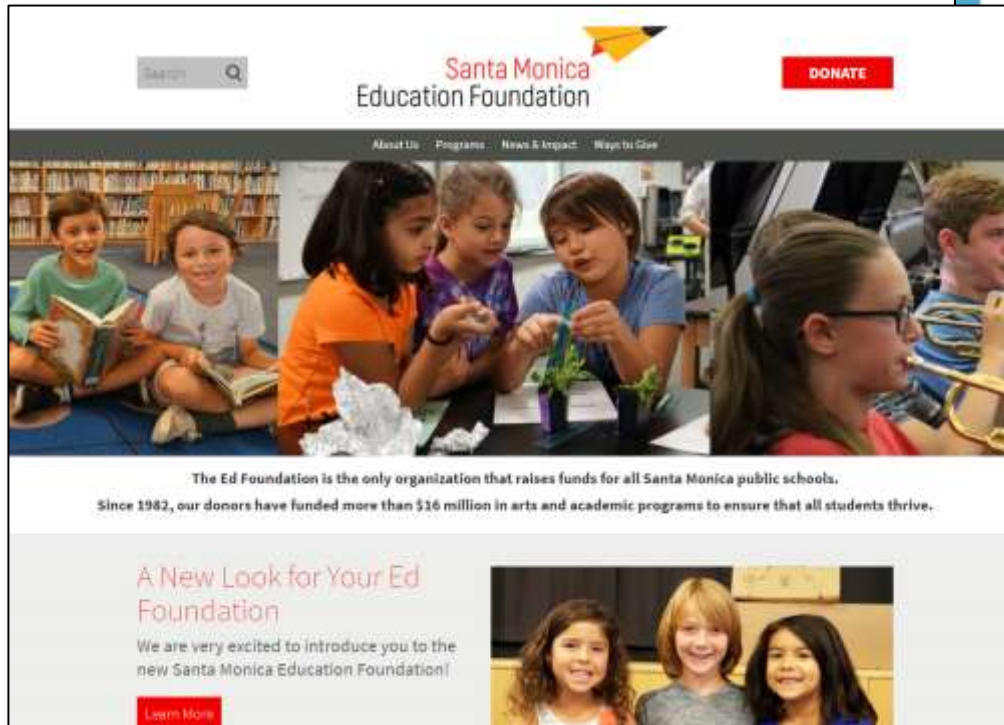 Search
Santa Monica
Education Foundation
DONATE
About Us Programs News & Impact Ways to Give
The Ed Foundation is the only organization that raises funds for all Santa Monica public schools.
Since 1982, our donors have funded more than $16 million in arts and academic programs to ensure that all students thrive.
A New Look for Your Ed
Foundation
We are very excited to introduce you to the
new Santa Monica Education Foundation!
Learn More